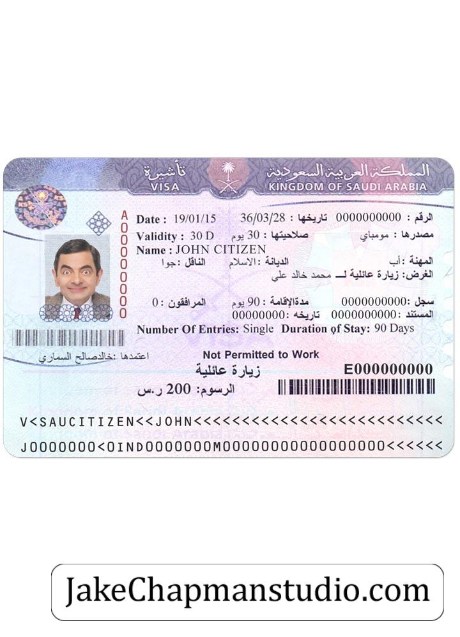 المملكة العربية السعودية
تأشيرة
KINGDOM OF SAUDI ARABIA
VISA
A0000000
Date : 19/01/15 36/03/28 :تاريخها 0000000000 :الرقم
Validity : 30 D صلاحيتها: 30 يوم مصدرها: مومباي
Name : JOHN CITIZEN
المهنة :أب الديانة :الاسلام الناقل :جوا
الغرض: زيارة عائلية لـ محمد خالد علي
سجل :0000000000 مدةالإقامة: 90 يوم المرافقون : 0
المستند :0000000000 تاريخه :00000000
Number Of Entries: Single Duration of Stay: 90 Days
اعتمدها :خالدصالح السماري
Not Permitted to Work
زيارة عائلية E000000000
الرسوم: 200 ر.س
V<SAUCITIZEN<<JOHN<<<<<<<<<<<<<<<<<<<<<<<<<<
J0000000<0IND0000000M0000000000000000<<<<<<
JakeChapmanstudio.com